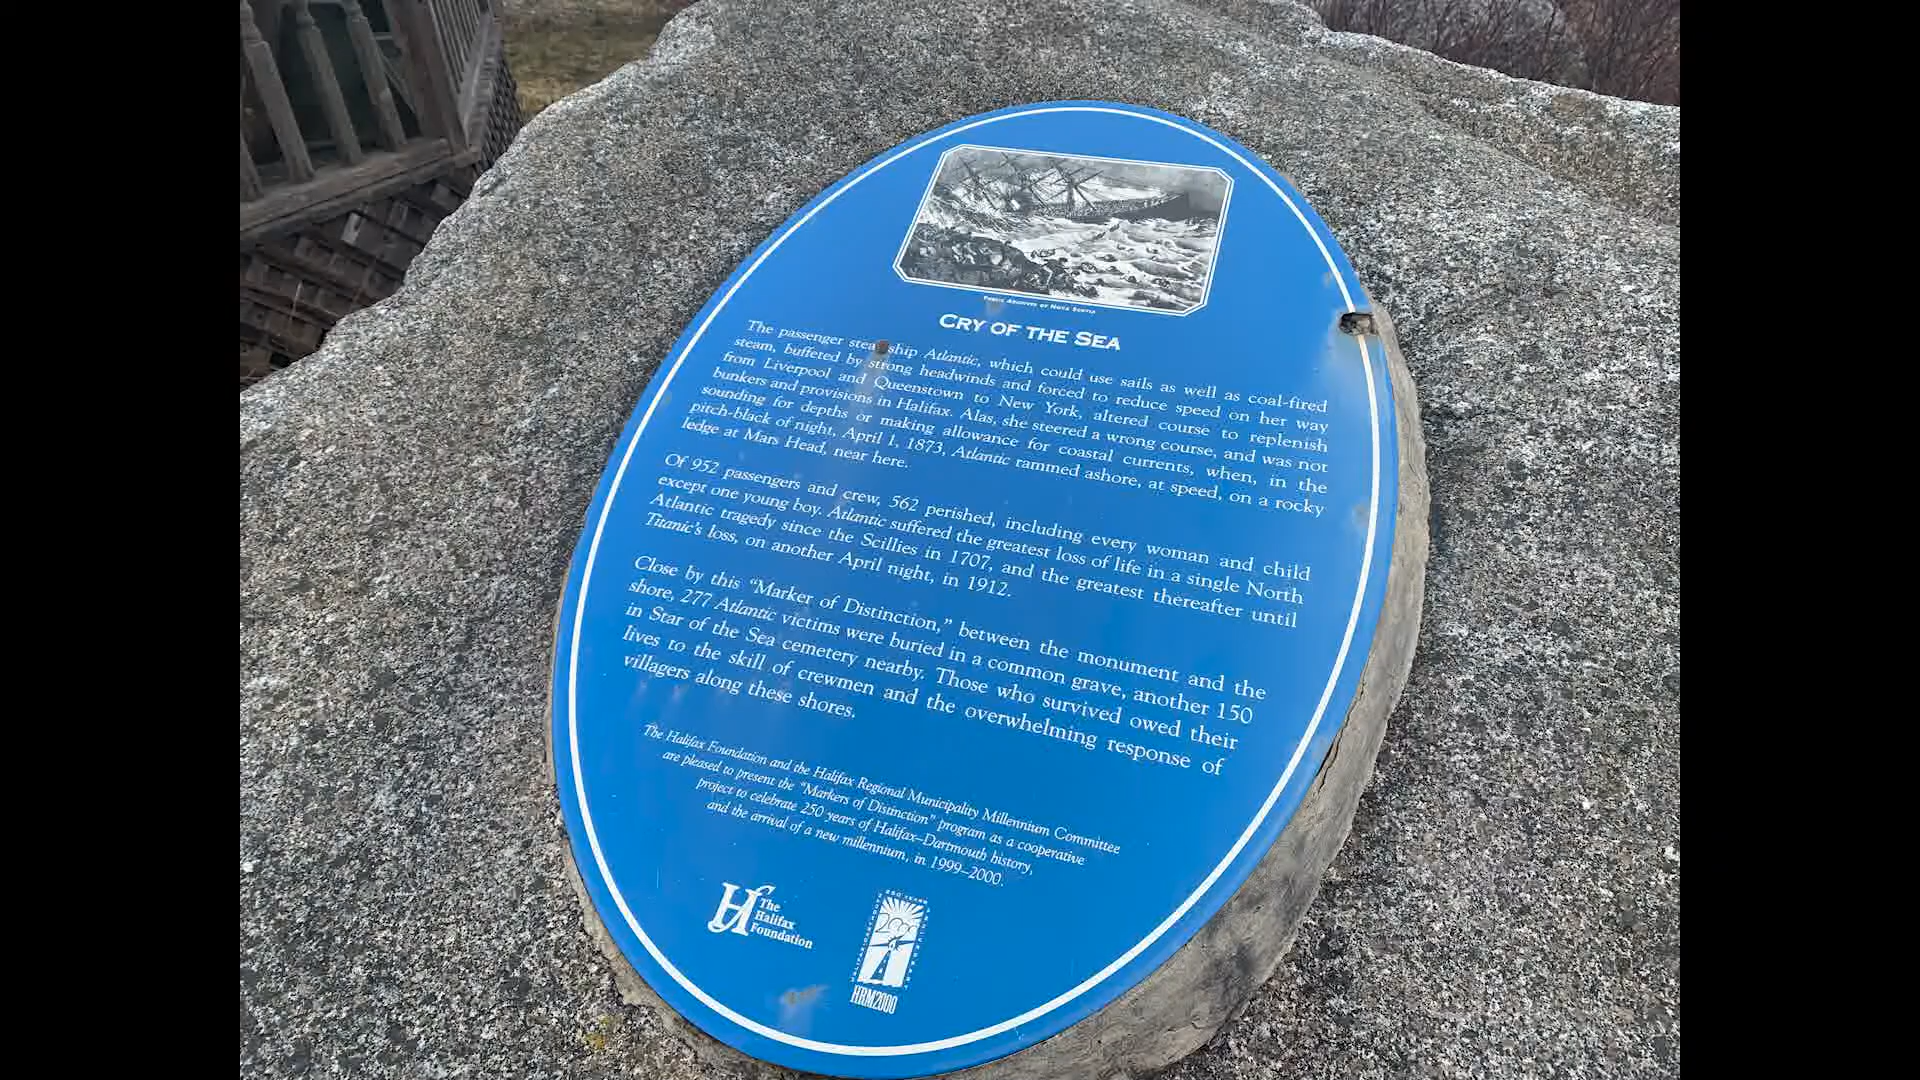 PUBLIC ARCHIVES OF NOVA SCOTIA
CRY OF THE SEA
The passenger stea ship Atlantic, which could use sails as well as coal-fired
steam, buffeted by strong headwinds and forced to reduce speed on her way
from Liverpool and Queenstown to New York, altered course to replenish
bunkers and provisions in Halifax. Alas, she steered a wrong course, and was not
sounding for depths or making allowance for coastal currents, when, in the
pitch-black of night, April 1, 1873, Atlantic rammed ashore, at speed, on a rocky
ledge at Mars Head, near here.
Of 952 passengers and crew, 562 perished, including every woman and child
except one young boy. Atlantic suffered the greatest loss of life in a single North
Atlantic tragedy since the Scillies in 1707, and the greatest thereafter until
Titanic's loss, on another April night, in 1912.
Close by this “Marker of Distinction,” between the monument and the
shore, 277 Atlantic victims were buried in a common grave, another 150
in Star of the Sea cemetery nearby. Those who survived owed their
lives to the skill of crewmen and the overwhelming response of
villagers along these shores.
The Halifax Foundation and the Halifax Regional Municipality Millennium Committee
are pleased to present the “Markers of Distinction” program as a cooperative
project to celebrate 250 years of Halifax–Dartmouth history,
and the arrival of a new millennium, in 1999–2000.
The
Halifax
Foundation
250 YEARS
2000
HRM2000